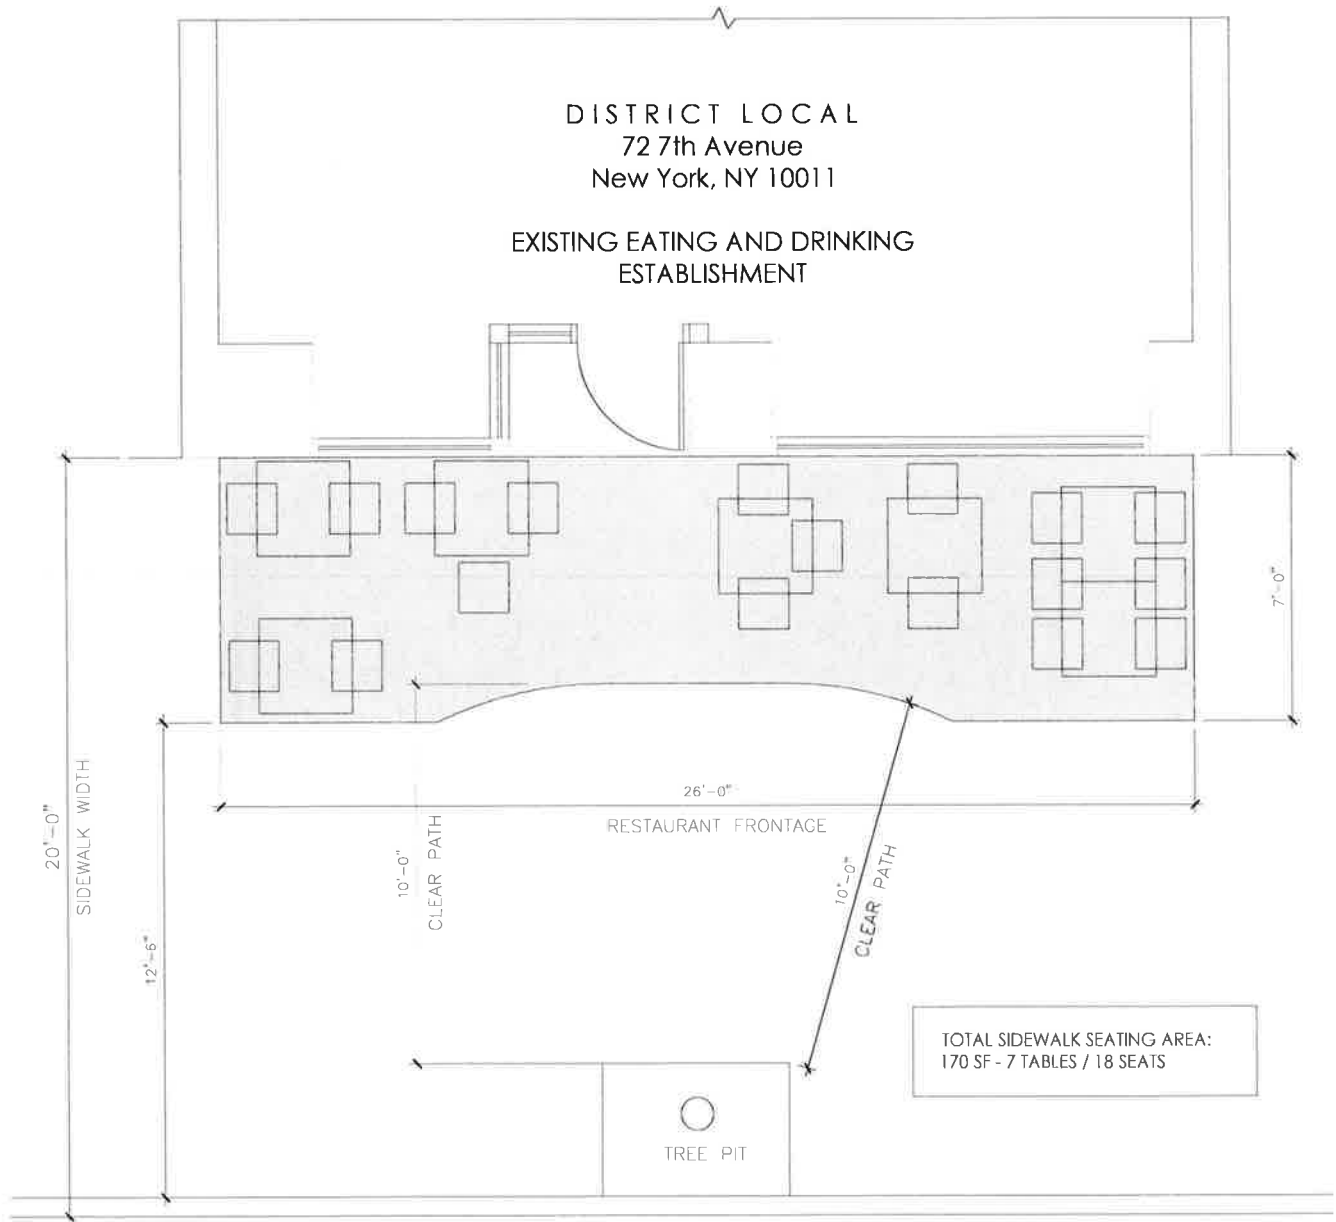 DISTRICT LOCAL
72 7th Avenue
New York, NY 10011
EXISTING EATING AND DRINKING
ESTABLISHMENT
7'-0"
26'-0"
RESTAURANT FRONTAGE
20'-0"
SIDEWALK WIDTH
12'-6"
10'-0"
CLEAR PATH
10'-0"
CLEAR PATH
TOTAL SIDEWALK SEATING AREA:
170 SF - 7 TABLES / 18 SEATS
TREE PIT